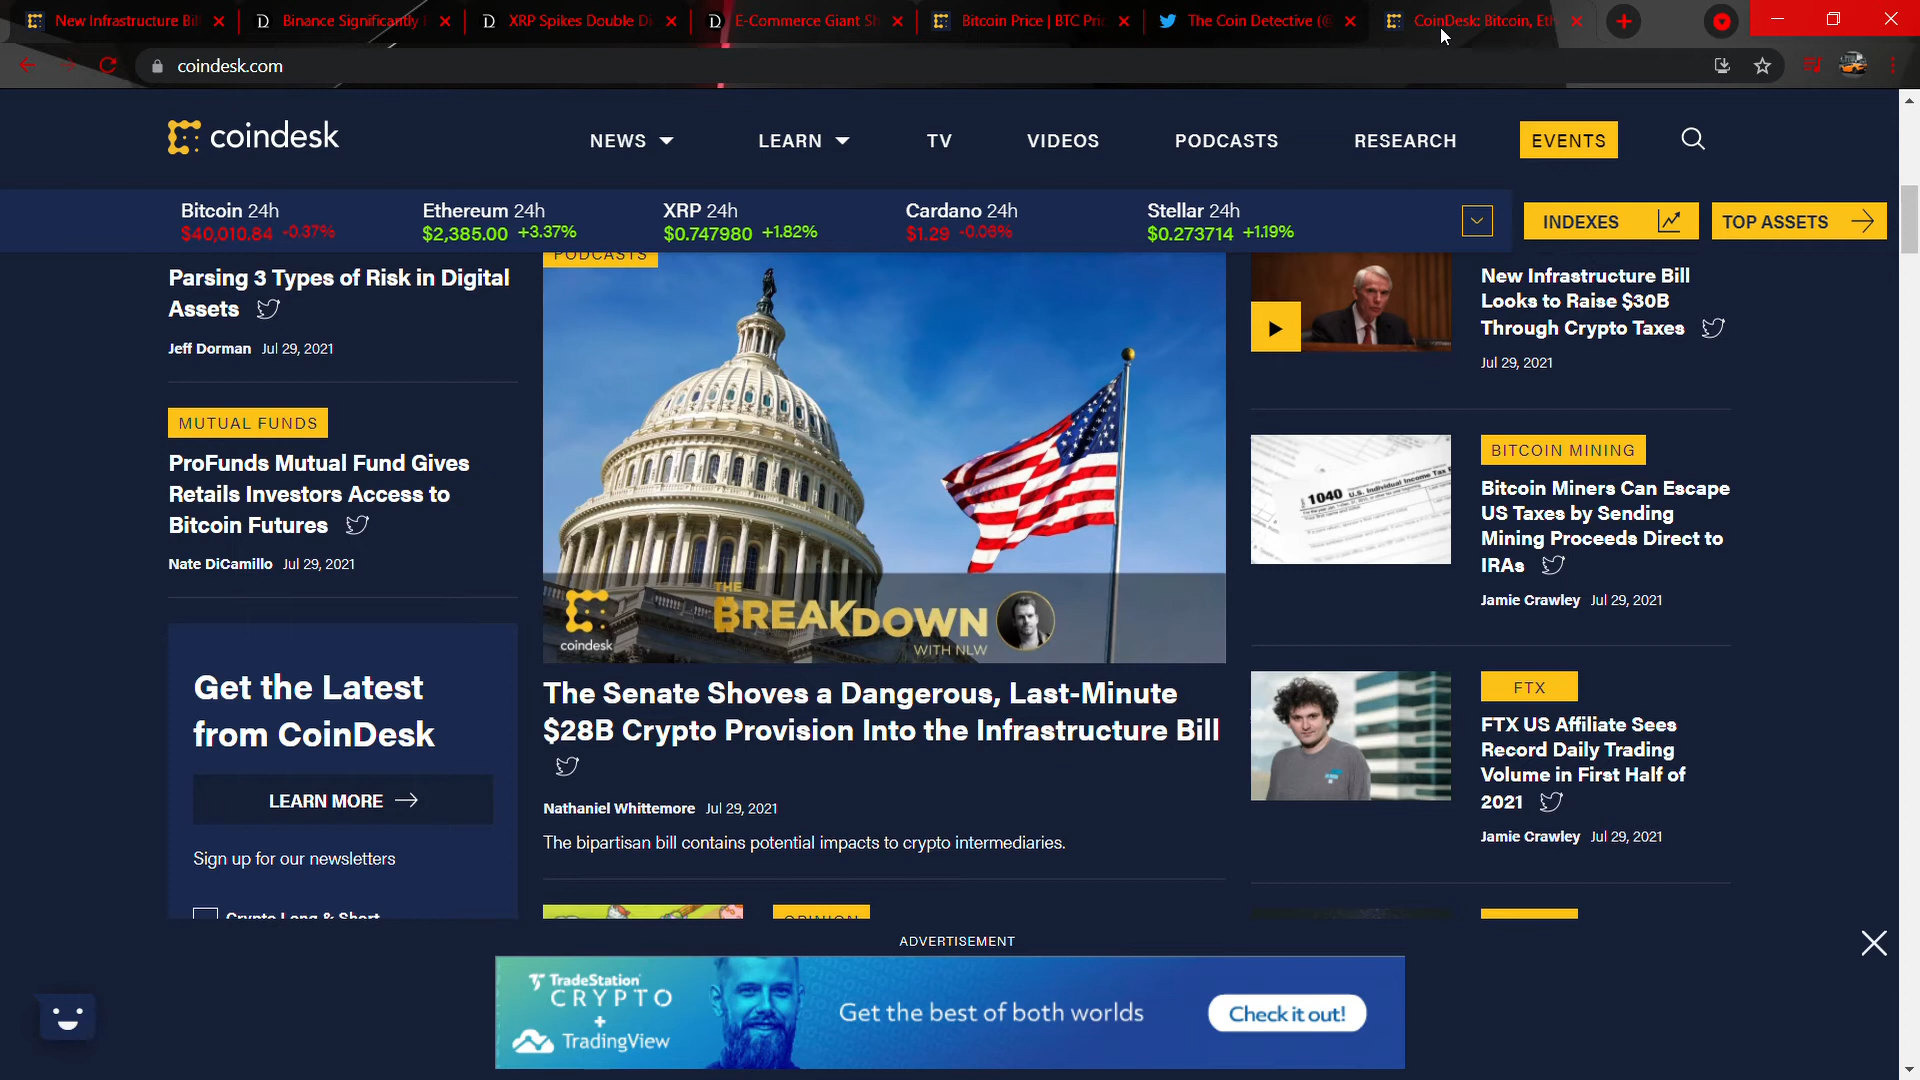 New Infrastructure Bil
Binance Significantly
XRP Spikes Double Di
E-Commerce Giant Sh
Bitcoin Price | BTC Pri
The Coin Detective (@
CoinDesk: Bitcoin, Eth
coindesk.com
coindesk
NEWS
LEARN
TV
VIDEOS
PODCASTS
RESEARCH
EVENTS
Bitcoin 24h
$40,010.84 -0.37%
Ethereum 24h
$2,385.00 +3.37%
XRP 24h
$0.747980 +1.82%
Cardano 24h
$1.29 -0.06%
Stellar 24h
$0.273714 +1.19%
INDEXES
TOP ASSETS
Parsing 3 Types of Risk in Digital
Assets
Jeff Dorman Jul 29, 2021
MUTUAL FUNDS
ProFunds Mutual Fund Gives
Retails Investors Access to
Bitcoin Futures
Nate DiCamillo Jul 29, 2021
Get the Latest
from CoinDesk
LEARN MORE
Sign up for our newsletters
Crypto Long & Short
PODCASTS
coindesk
THE
BREAKDOWN
WITH NLW
The Senate Shoves a Dangerous, Last-Minute
$28B Crypto Provision Into the Infrastructure Bill
Nathaniel Whittemore Jul 29, 2021
The bipartisan bill contains potential impacts to crypto intermediaries.
OPINION
New Infrastructure Bill
Looks to Raise $30B
Through Crypto Taxes
Jul 29, 2021
1040 U.S. Individual Income Tax
BITCOIN MINING
Bitcoin Miners Can Escape
US Taxes by Sending
Mining Proceeds Direct to
IRAs
Jamie Crawley Jul 29, 2021
FTX
FTX US Affiliate Sees
Record Daily Trading
Volume in First Half of
2021
Jamie Crawley Jul 29, 2021
ADVERTISEMENT
TradeStation
CRYPTO
+
TradingView
Get the best of both worlds
Check it out!